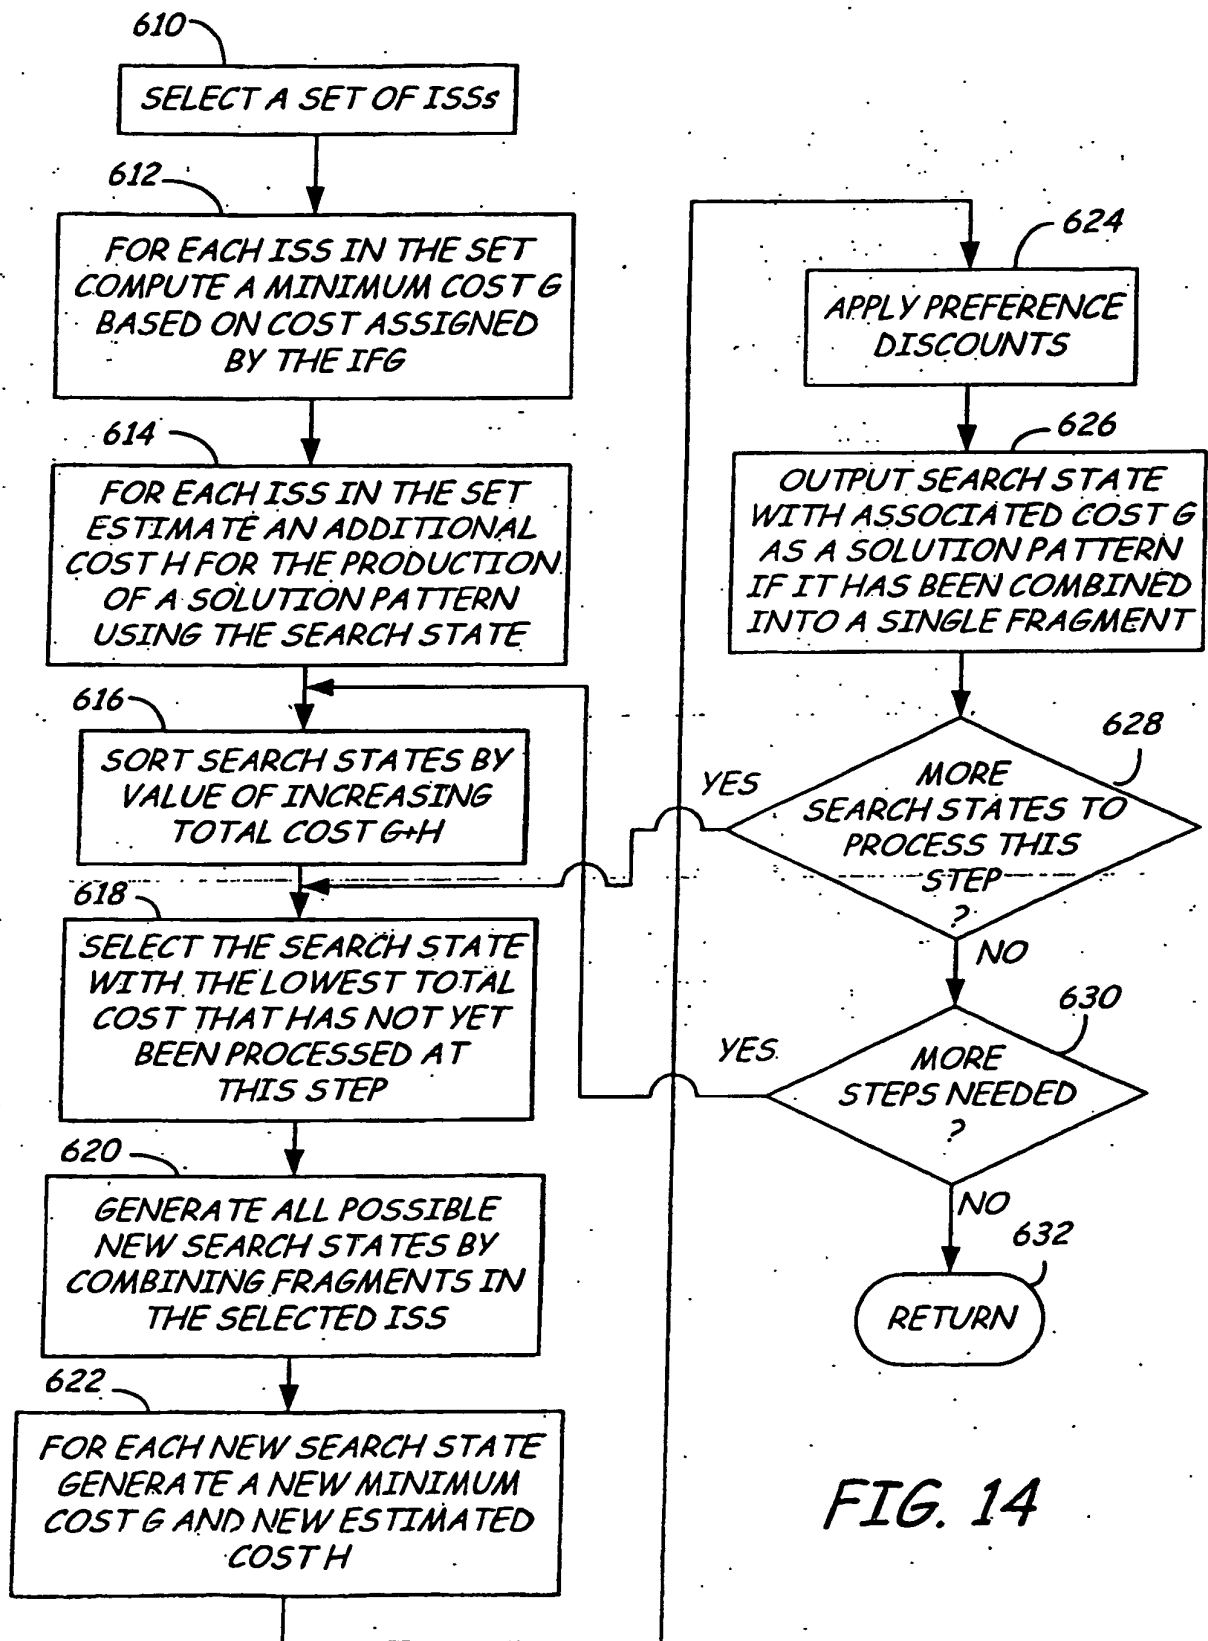 610
SELECT A SET OF ISSs
612
FOR EACH ISS IN THE SET
COMPUTE A MINIMUM COST G
BASED ON COST ASSIGNED
BY THE IFG
614
FOR EACH ISS IN THE SET
ESTIMATE AN ADDITIONAL
COST H FOR THE PRODUCTION
OF A SOLUTION PATTERN
USING THE SEARCH STATE
616
SORT SEARCH STATES BY
VALUE OF INCREASING
TOTAL COST G+H
618
SELECT THE SEARCH STATE
WITH THE LOWEST TOTAL
COST THAT HAS NOT YET
BEEN PROCESSED AT
THIS STEP
620
GENERATE ALL POSSIBLE
NEW SEARCH STATES BY
COMBINING FRAGMENTS IN
THE SELECTED ISS
622
FOR EACH NEW SEARCH STATE
GENERATE A NEW MINIMUM
COST G AND NEW ESTIMATED
COST H
624
APPLY PREFERENCE
DISCOUNTS
626
OUTPUT SEARCH STATE
WITH ASSOCIATED COST G
AS A SOLUTION PATTERN
IF IT HAS BEEN COMBINED
INTO A SINGLE FRAGMENT
628
YES
MORE
SEARCH STATES TO
PROCESS THIS
STEP
?
NO
630
YES
MORE
STEPS NEEDED
?
NO
632
RETURN
FIG. 14